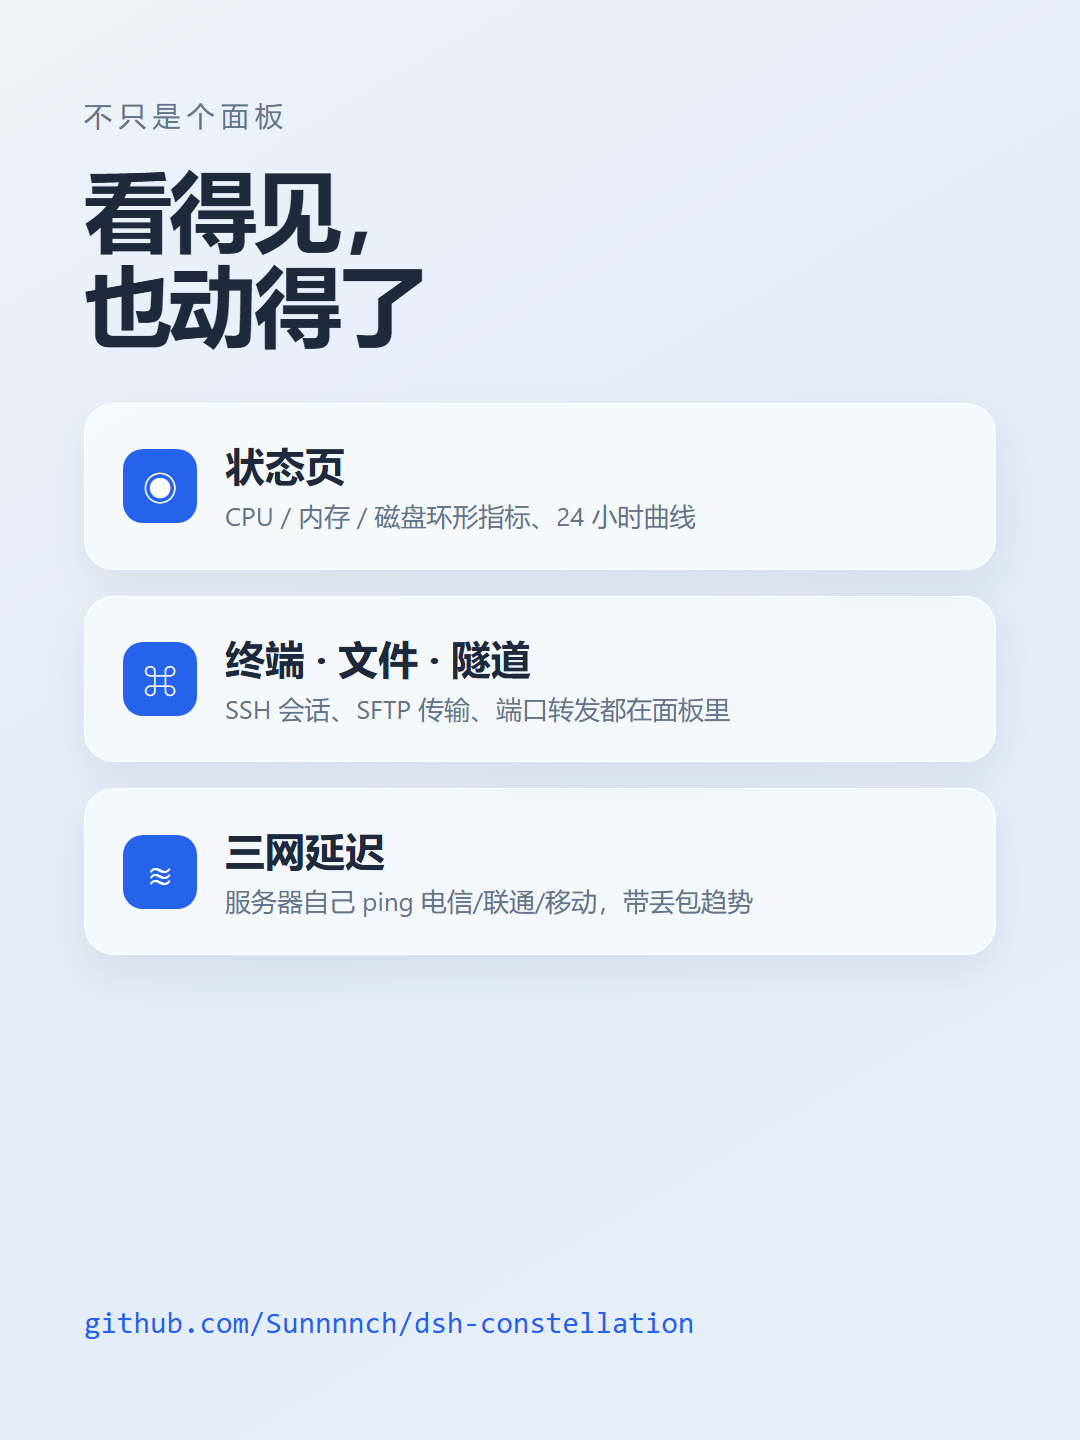 不只是个面板
看得见，
也动得了
状态页
CPU / 内存 / 磁盘环形指标、24 小时曲线
终端 · 文件 · 隧道
SSH 会话、SFTP 传输、端口转发都在面板里
三网延迟
服务器自己 ping 电信/联通/移动，带丢包趋势
github.com/Sunnnnch/dsh-constellation